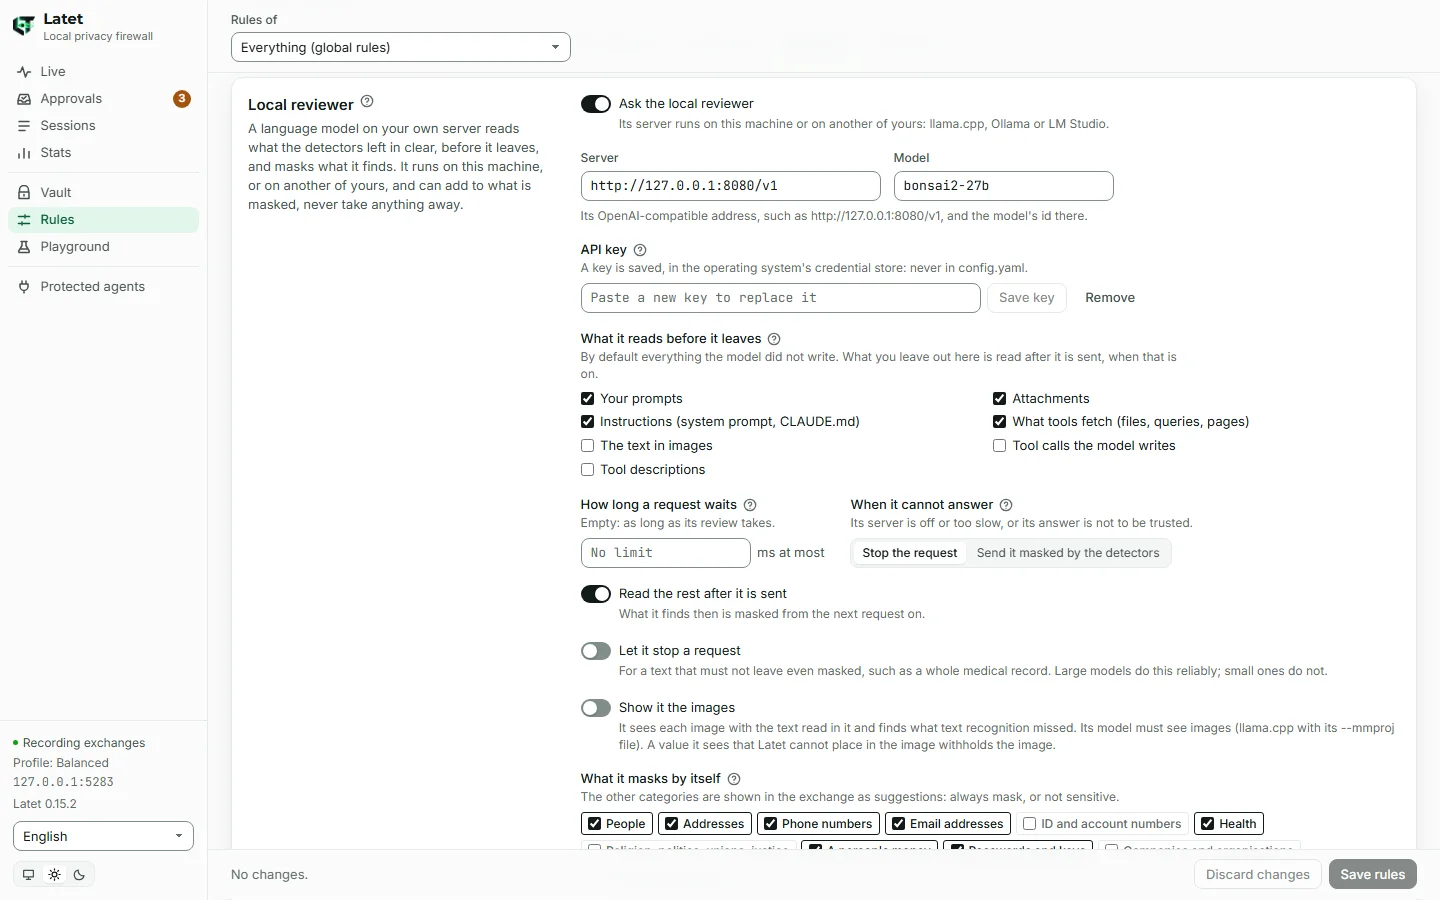 Latet
Local privacy firewall
Live
Approvals 3
Sessions
Stats
Vault
Rules
Playground
Protected agents
Recording exchanges
Profile: Balanced
127.0.0.1:5283
Latet 0.15.2
English
Rules of
Everything (global rules)
Local reviewer
A language model on your own server reads
what the detectors left in clear, before it leaves,
and masks what it finds. It runs on this machine,
or on another of yours, and can add to what is
masked, never take anything away.
Ask the local reviewer
Its server runs on this machine or on another of yours: llama.cpp, Ollama or LM Studio.
Server Model
http://127.0.0.1:8080/v1 bonsai2-27b
Its OpenAI-compatible address, such as http://127.0.0.1:8080/v1, and the model's id there.
API key
A key is saved, in the operating system's credential store: never in config.yaml.
Paste a new key to replace it Save key Remove
What it reads before it leaves
By default everything the model did not write. What you leave out here is read after it is sent, when that is
on.
Your prompts Attachments
Instructions (system prompt, CLAUDE.md) What tools fetch (files, queries, pages)
The text in images Tool calls the model writes
Tool descriptions
How long a request waits When it cannot answer
Empty: as long as its review takes. Its server is off or too slow, or its answer is not to be trusted.
No limit ms at most Stop the request Send it masked by the detectors
Read the rest after it is sent
What it finds then is masked from the next request on.
Let it stop a request
For a text that must not leave even masked, such as a whole medical record. Large models do this reliably; small ones do not.
Show it the images
It sees each image with the text read in it and finds what text recognition missed. Its model must see images (llama.cpp with its --mmproj
file). A value it sees that Latet cannot place in the image withholds the image.
What it masks by itself
The other categories are shown in the exchange as suggestions: always mask, or not sensitive.
People Addresses Phone numbers Email addresses ID and account numbers Health
No changes. Discard changes Save rules